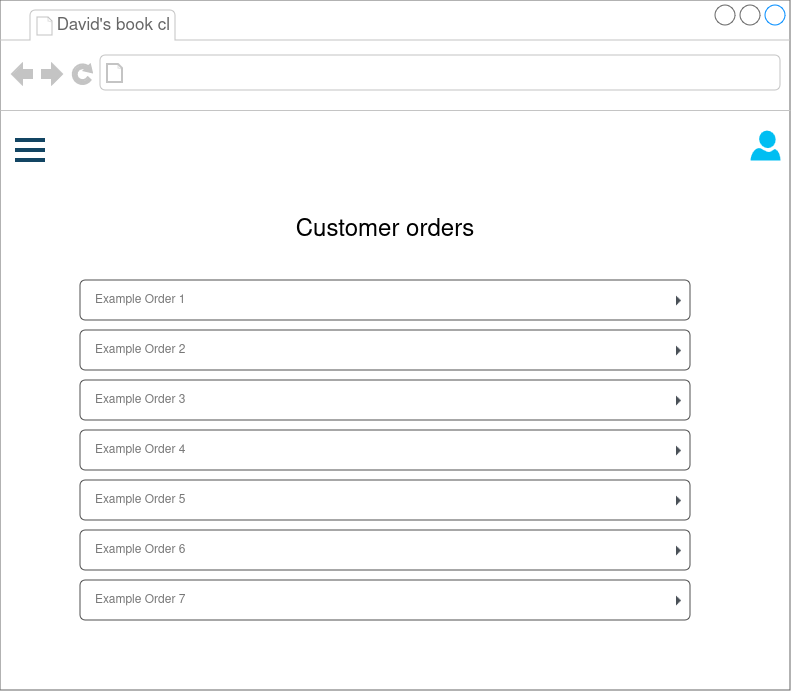 David's book cl
Customer orders
Example Order 1
Example Order 2
Example Order 3
Example Order 4
Example Order 5
Example Order 6
Example Order 7